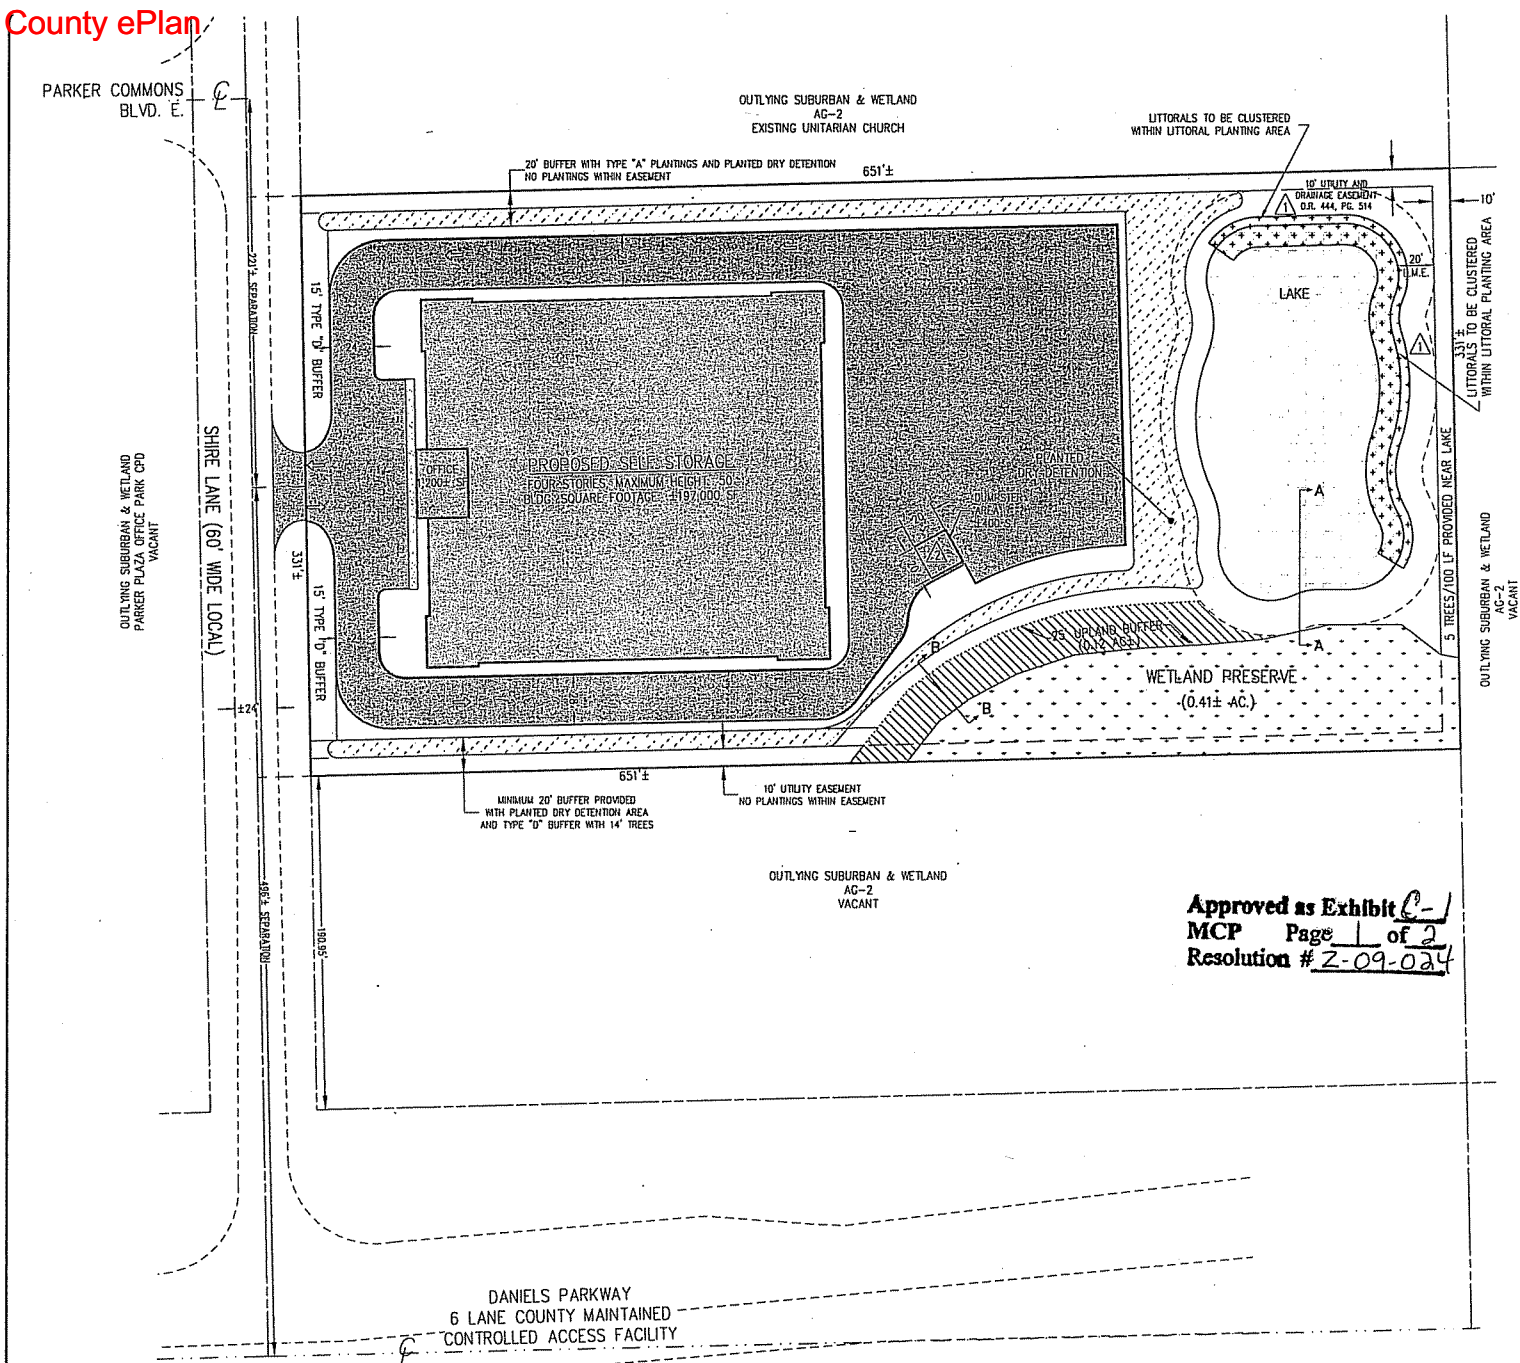 County ePlan
PARKER COMMONS
BLVD. E.
OUTLYING SUBURBAN & WETLAND
AG-2
EXISTING UNITARIAN CHURCH
LITTORALS TO BE CLUSTERED
WITHIN LITTORAL PLANTING AREA
20' BUFFER WITH TYPE "A" PLANTINGS AND PLANTED DRY DETENTION
NO PLANTINGS WITHIN EASEMENT
651'±
10' UTILITY AND
DRAINAGE EASEMENT
O.R. 444, PG. 514
1
10'
20'
L.M.E.
LAKE
331'±
LITTORALS TO BE CLUSTERED
WITHIN LITTORAL PLANTING AREA
1
221'± SEPARATION
15' TYPE "D" BUFFER
SHIRE LANE (60' WIDE LOCAL)
OUTLYING SUBURBAN & WETLAND
PARKER PLAZA OFFICE PARK CPD
VACANT
OFFICE
1,200± SF
PROPOSED SELF STORAGE
FOUR STORIES, MAXIMUM HEIGHT: 50'
BLDG. SQUARE FOOTAGE: ±197,000 SF
PLANTED
DRY DETENTION
DUMPSTER
AREA
±400 S
A
5 TREES/100 LF PROVIDED NEAR LAKE
OUTLYING SUBURBAN & WETLAND
AG-2
VACANT
331'±
15' TYPE "D" BUFFER
25' UPLAND BUFFER
(0.12 AC±)
B
A
WETLAND PRESERVE
(0.41± AC.)
B
±24'
651'±
MINIMUM 20' BUFFER PROVIDED
WITH PLANTED DRY DETENTION AREA
AND TYPE "D" BUFFER WITH 14' TREES
10' UTILITY EASEMENT
NO PLANTINGS WITHIN EASEMENT
OUTLYING SUBURBAN & WETLAND
AG-2
VACANT
496'± SEPARATION
190.95'
Approved as Exhibit C-1
MCP Page 1 of 2
Resolution # Z-09-024
DANIELS PARKWAY
6 LANE COUNTY MAINTAINED
CONTROLLED ACCESS FACILITY